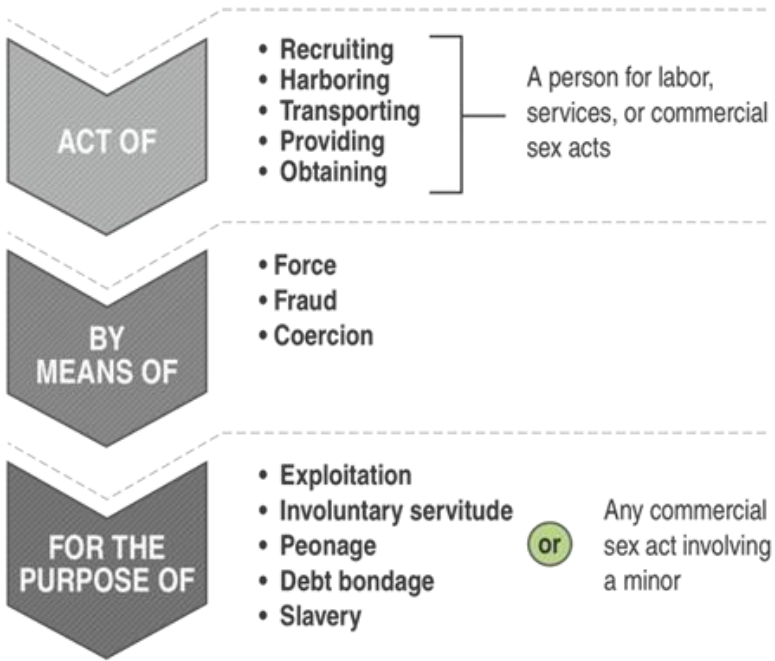 ACT OF
• Recruiting
• Harboring
• Transporting
• Providing
• Obtaining
A person for labor,
services, or commercial
sex acts
BY
MEANS OF
• Force
• Fraud
• Coercion
FOR THE
PURPOSE OF
• Exploitation
• Involuntary servitude
• Peonage
• Debt bondage
• Slavery
or
Any commercial
sex act involving
a minor